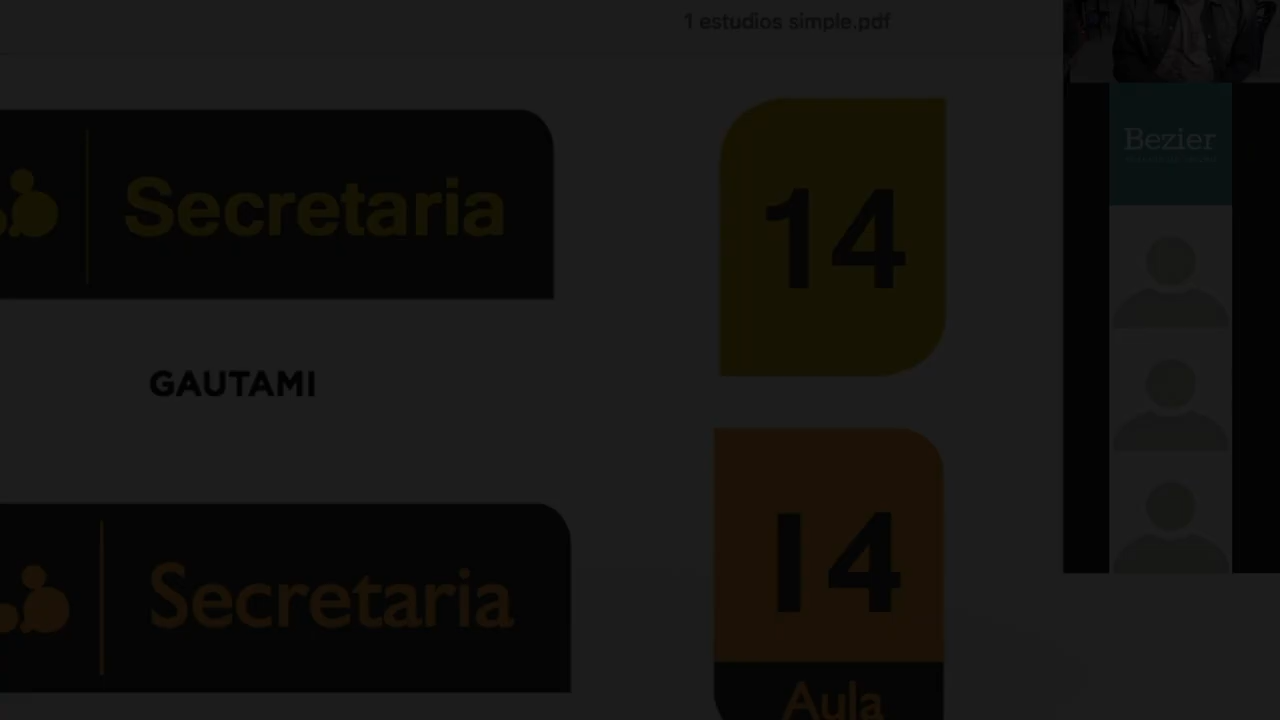 1 estudios simple.pdf
Bezier
Secretaria
14
GAUTAMI
Secretaria
14
Aula